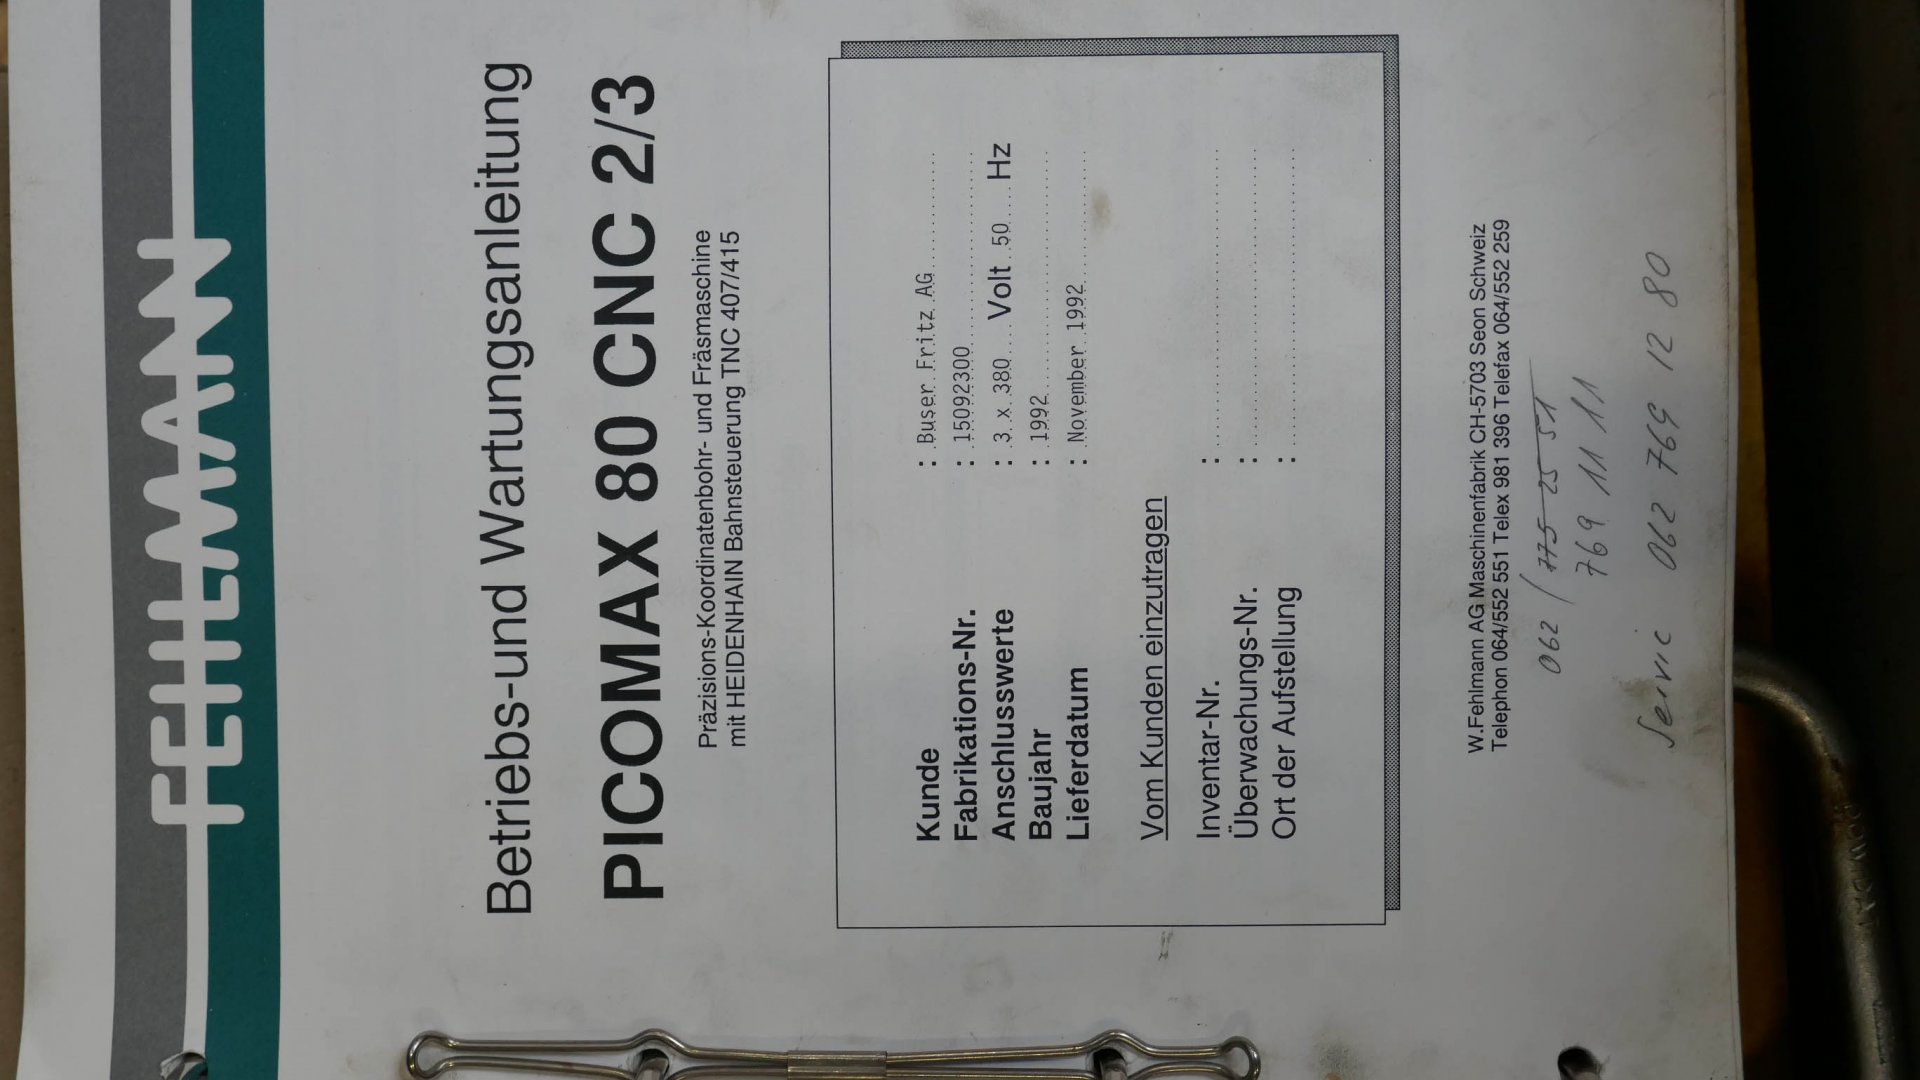 FEHLMANN
Betriebs-und Wartungsanleitung
PICOMAX 80 CNC 2/3
Präzisions-Koordinatenbohr- und Fräsmaschine
mit HEIDENHAIN Bahnsteuerung TNC 407/415
Kunde : Buser Fritz AG
Fabrikations-Nr. : 15092300
Anschlusswerte : 3 x 380 Volt 50 Hz
Baujahr : 1992
Lieferdatum : November 1992
Vom Kunden einzutragen
Inventar-Nr. :
Überwachungs-Nr. :
Ort der Aufstellung :
W.Fehlmann AG Maschinenfabrik CH-5703 Seon Schweiz
Telephon 064/552 551 Telex 981 396 Telefax 064/552 259
062 / 775 25 51
769 11 11
Servic 062 769 12 80